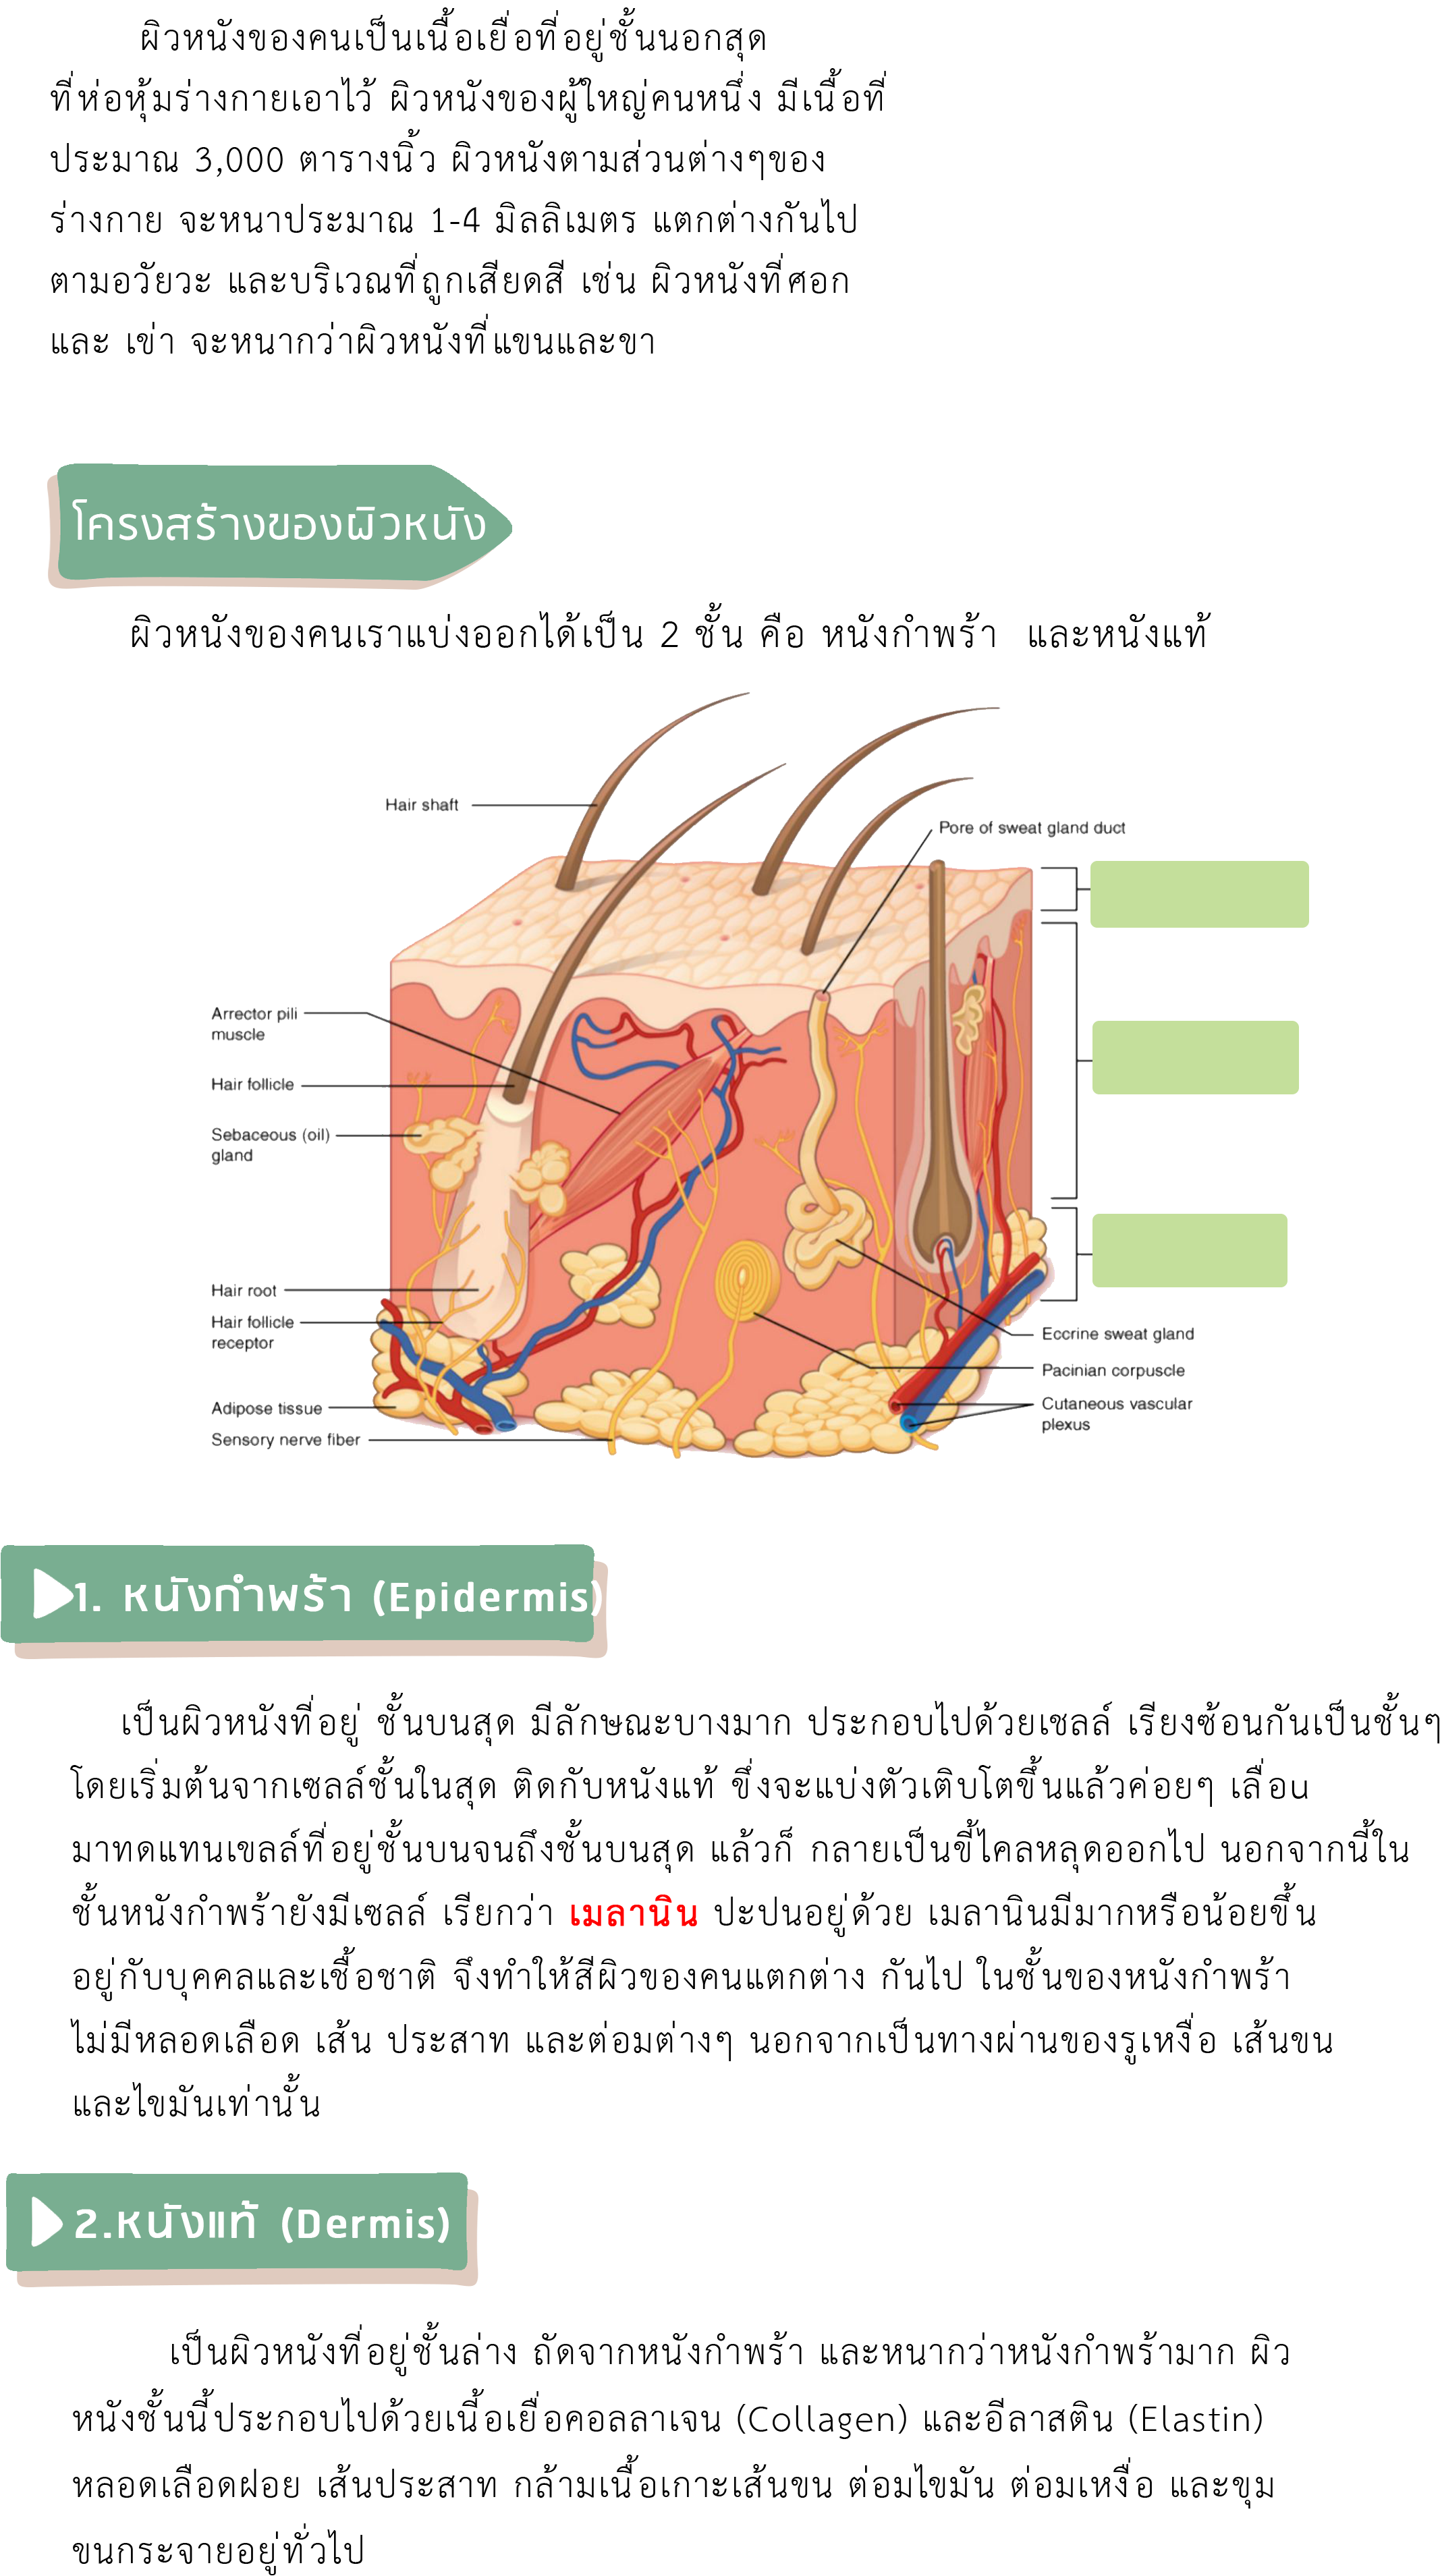 ผิวหนังของคนเป็นเนื้อเยื่อที่อยู่ชั้นนอกสุด
ที่ห่อหุ้มร่างกายเอาไว้ ผิวหนังของผู้ใหญ่คนหนึ่ง มีเนื้อที่
ประมาณ 3,000 ตารางนิ้ว ผิวหนังตามส่วนต่างๆของ
ร่างกาย จะหนาประมาณ 1-4 มิลลิเมตร แตกต่างกันไป
ตามอวัยวะ และบริเวณที่ถูกเสียดสี เช่น ผิวหนังที่ศอก
และ เข่า จะหนากว่าผิวหนังที่แขนและขา
โครงสร้างของผิวหนัง
ผิวหนังของคนเราแบ่งออกได้เป็น 2 ชั้น คือ หนังกำพร้า และหนังแท้
Hair shaft
Pore of sweat gland duct
Arrector pili
muscle
Hair follicle
Sebaceous (oil)
gland
Hair root
Hair follicle
receptor
Adipose tissue
Sensory nerve fiber
Eccrine sweat gland
Pacinian corpuscle
Cutaneous vascular
plexus
1. หนังกำพร้า (Epidermis)
เป็นผิวหนังที่อยู่ ชั้นบนสุด มีลักษณะบางมาก ประกอบไปด้วยเชลล์ เรียงซ้อนกันเป็นชั้นๆ
โดยเริ่มต้นจากเซลล์ชั้นในสุด ติดกับหนังแท้ ขึ่งจะแบ่งตัวเติบโตขึ้นแล้วค่อยๆ เลื่อu
มาทดแทนเขลล์ที่อยู่ชั้นบนจนถึงชั้นบนสุด แล้วก็ กลายเป็นขี้ไคลหลุดออกไป นอกจากนี้ใน
ชั้นหนังกำพร้ายังมีเซลล์ เรียกว่า เมลานิน ปะปนอยู่ด้วย เมลานินมีมากหรือน้อยขึ้น
อยู่กับบุคคลและเชื้อชาติ จึงทำให้สีผิวของคนแตกต่าง กันไป ในชั้นของหนังกำพร้า
ไม่มีหลอดเลือด เส้น ประสาท และต่อมต่างๆ นอกจากเป็นทางผ่านของรูเหงื่อ เส้นขน
และไขมันเท่านั้น
2.หนังแท้ (Dermis)
เป็นผิวหนังที่อยู่ชั้นล่าง ถัดจากหนังกำพร้า และหนากว่าหนังกำพร้ามาก ผิว
หนังชั้นนี้ประกอบไปด้วยเนี้อเยื่อคอลลาเจน (Collagen) และอีลาสติน (Elastin)
หลอดเลือดฝอย เส้นประสาท กล้ามเนื้อเกาะเส้นขน ต่อมไขมัน ต่อมเหงื่อ และขุม
ขนกระจายอยู่ทั่วไป